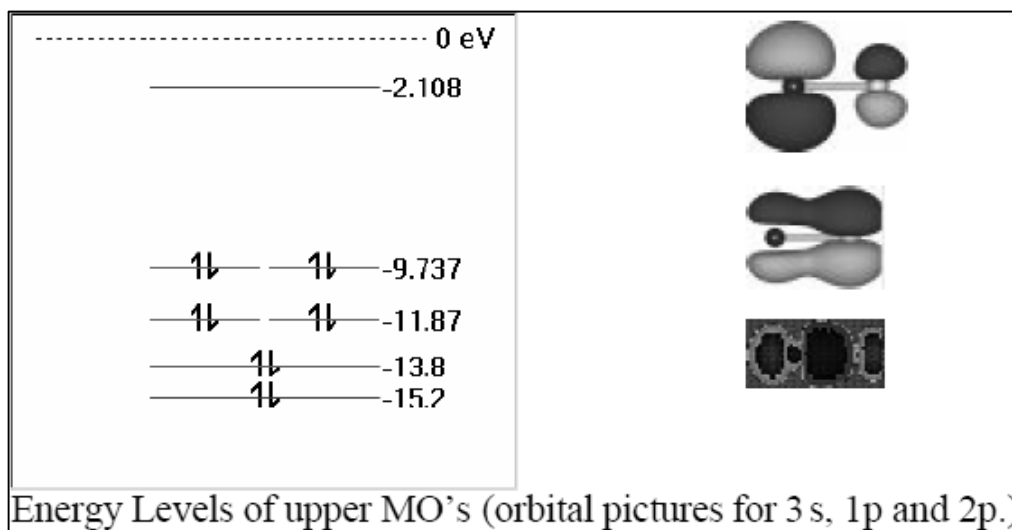 0 eV
-2.108
-9.737
-11.87
-13.8
-15.2
Energy Levels of upper MO's (orbital pictures for 3s, 1p and 2p.)